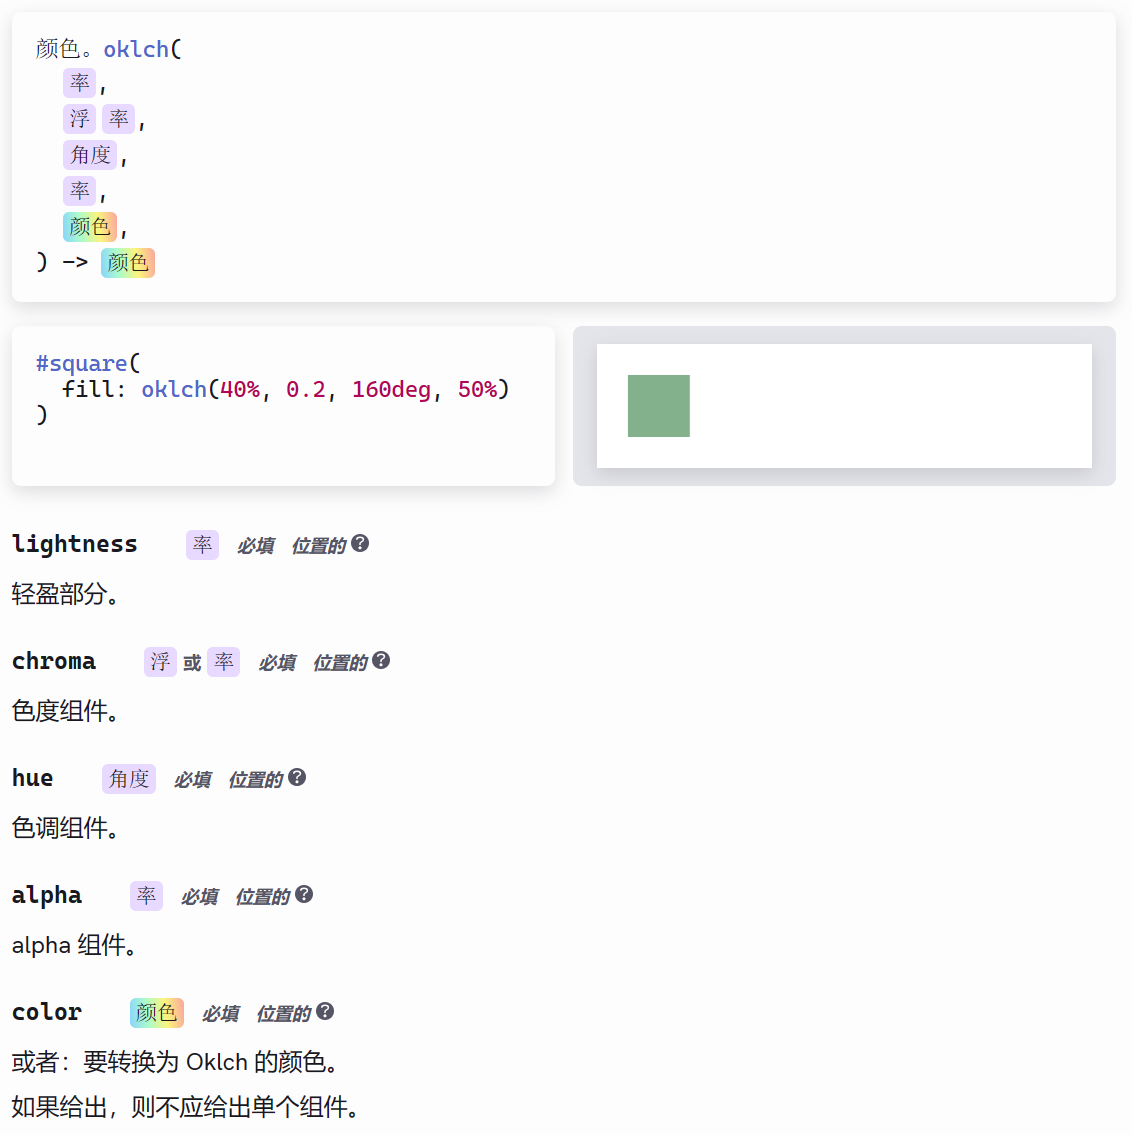 颜色。oklch(
率,
浮 率,
角度,
率,
颜色,
) -> 颜色
#square(
fill: oklch(40%, 0.2, 160deg, 50%)
)
lightness 率 必填 位置的 ?
轻盈部分。
chroma 浮 或 率 必填 位置的 ?
色度组件。
hue 角度 必填 位置的 ?
色调组件。
alpha 率 必填 位置的 ?
alpha 组件。
color 颜色 必填 位置的 ?
或者：要转换为 Oklch 的颜色。
如果给出，则不应给出单个组件。